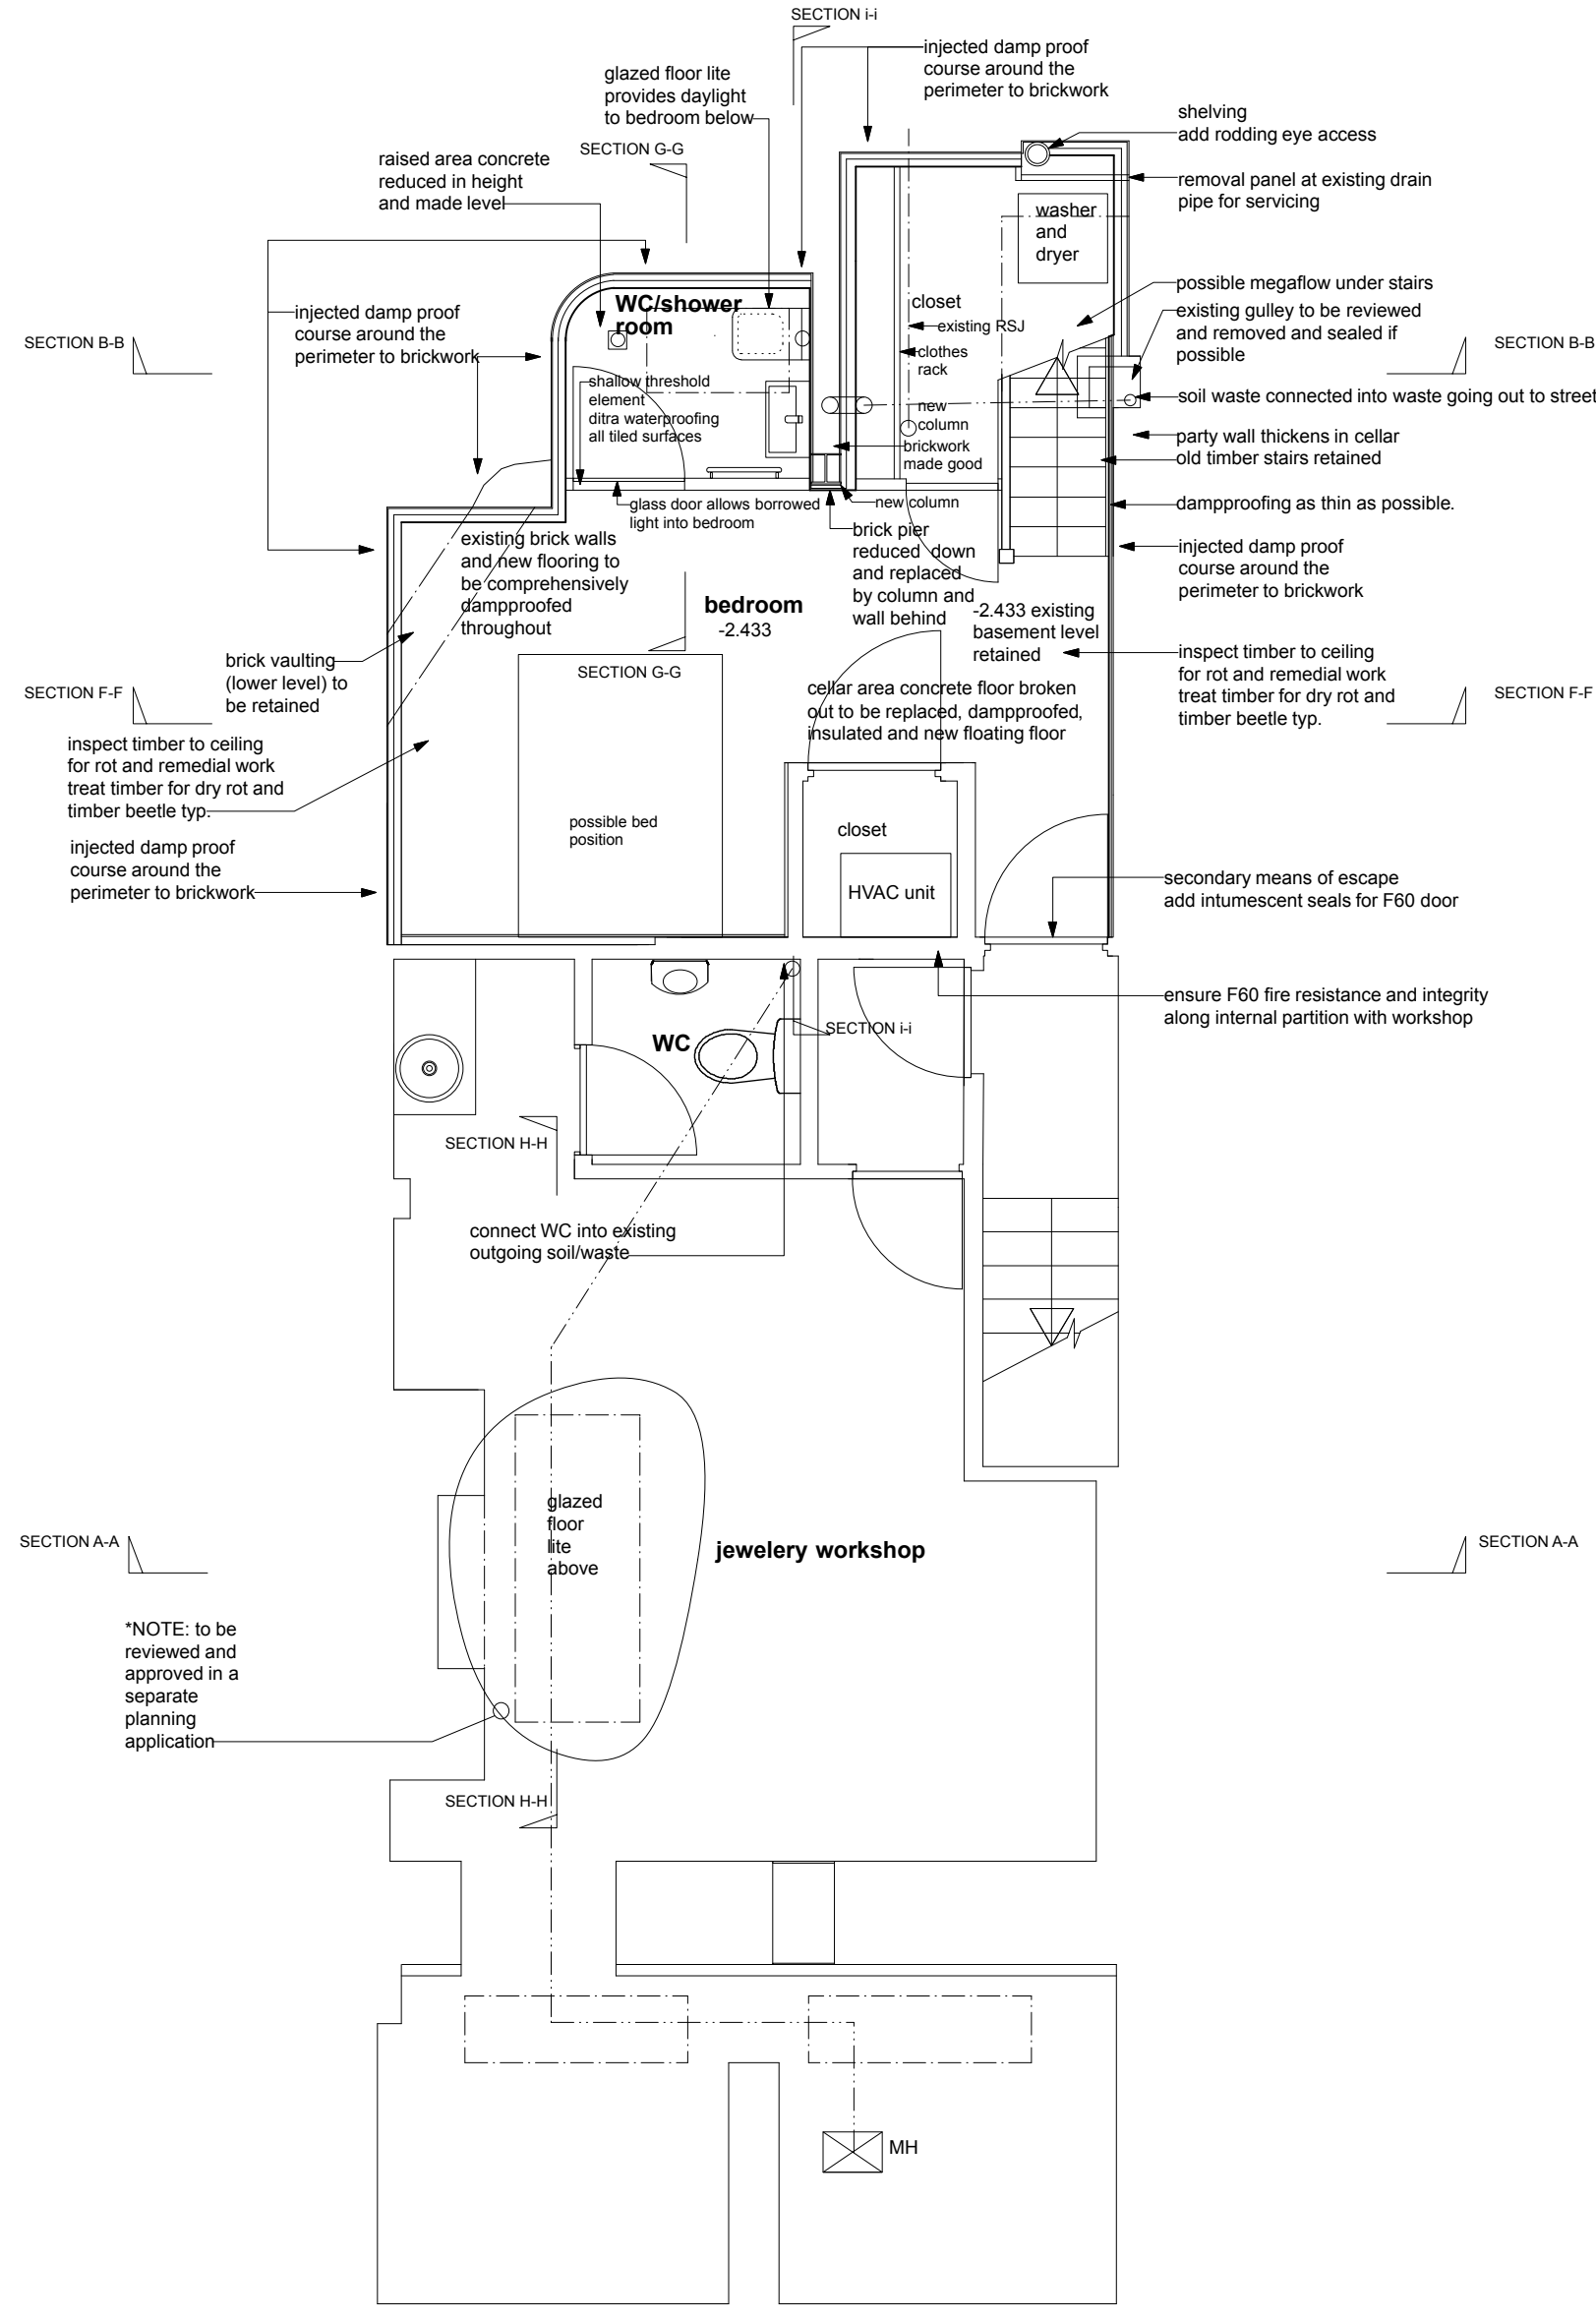 SECTION i-i
injected damp proof
course around the
perimeter to brickwork
glazed floor lite
provides daylight
to bedroom below
shelving
add rodding eye access
SECTION G-G
raised area concrete
reduced in height
and made level
removal panel at existing drain
pipe for servicing
washer
and
dryer
possible megaflow under stairs
WC/shower
room
closet
injected damp proof
course around the
perimeter to brickwork
existing RSJ
existing gulley to be reviewed
and removed and sealed if
possible
SECTION B-B
SECTION B-B
clothes
rack
shallow threshold
element
ditra waterproofing
all tiled surfaces
soil waste connected into waste going out to street
new
column
party wall thickens in cellar
old timber stairs retained
brickwork
made good
glass door allows borrowed
light into bedroom
new column
dampproofing as thin as possible.
existing brick walls
and new flooring to
be comprehensively
dampproofed
throughout
brick pier
reduced down
and replaced
by column and
wall behind
injected damp proof
course around the
perimeter to brickwork
bedroom
-2.433
-2.433 existing
basement level
retained
brick vaulting
(lower level) to
be retained
SECTION G-G
inspect timber to ceiling
for rot and remedial work
treat timber for dry rot and
timber beetle typ.
SECTION F-F
SECTION F-F
cellar area concrete floor broken
out to be replaced, dampproofed,
insulated and new floating floor
inspect timber to ceiling
for rot and remedial work
treat timber for dry rot and
timber beetle typ.
possible bed
position
closet
injected damp proof
course around the
perimeter to brickwork
HVAC unit
secondary means of escape
add intumescent seals for F60 door
ensure F60 fire resistance and integrity
along internal partition with workshop
SECTION i-i
WC
SECTION H-H
connect WC into existing
outgoing soil/waste
glazed
floor
lite
above
jewelery workshop
SECTION A-A
SECTION A-A
*NOTE: to be
reviewed and
approved in a
separate
planning
application
SECTION H-H
MH